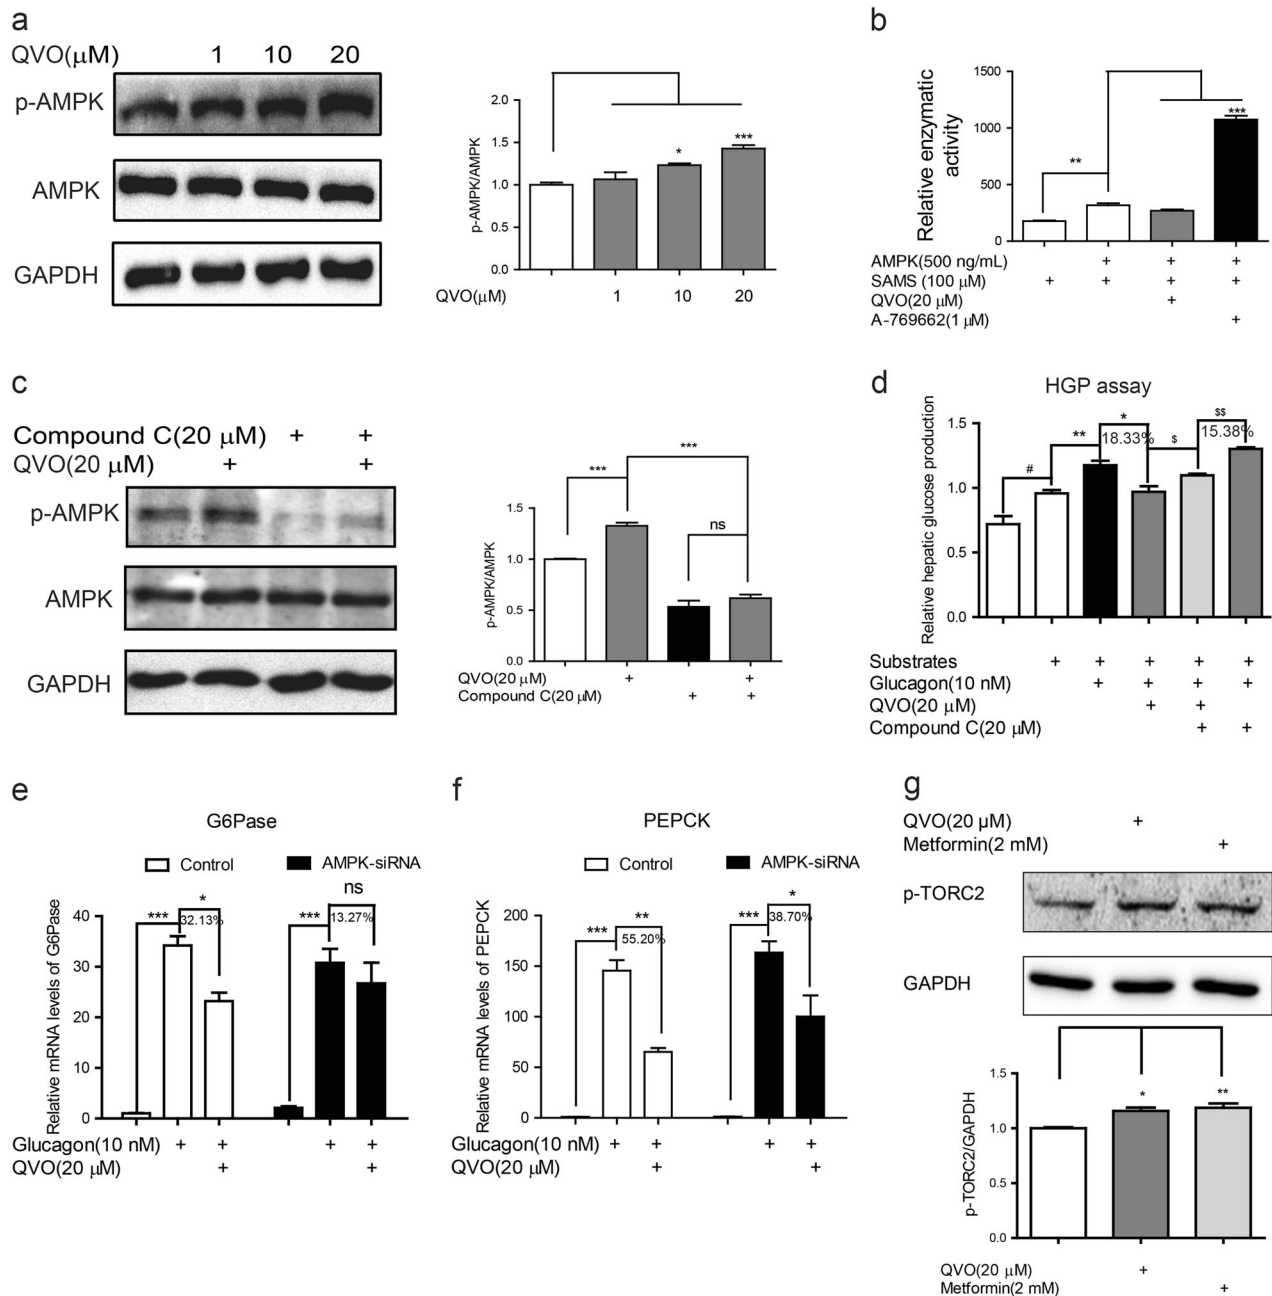 a
QVO(μM) 1 10 20
p-AMPK
AMPK
GAPDH
p-AMPK/AMPK
2.0
1.5
1.0
0.5
0.0
*
***
QVO(μM) 1 10 20
b
Relative enzymatic
activity
1500
1000
500
0
**
***
AMPK(500 ng/mL) + + +
SAMS (100 μM) + + + +
QVO(20 μM) +
A-769662(1 μM) +
c
Compound C(20 μM) + +
QVO(20 μM) + +
p-AMPK
AMPK
GAPDH
p-AMPK/AMPK
1.5
1.0
0.5
0.0
***
***
ns
QVO(20 μM) + +
Compound C(20 μM) + +
d
HGP assay
Relative hepatic glucose production
1.5
1.0
0.5
0.0
#
**
*
18.33%
$
$$
15.38%
Substrates + + + + +
Glucagon(10 nM) + + + +
QVO(20 μM) + +
Compound C(20 μM) + +
e
G6Pase
Control AMPK-siRNA
Relative mRNA levels of G6Pase
40
30
20
10
0
***
*
32.13%
***
ns
13.27%
Glucagon(10 nM) + + + +
QVO(20 μM) + +
f
PEPCK
Control AMPK-siRNA
Relative mRNA levels of PEPCK
200
150
100
50
0
***
**
55.20%
***
*
38.70%
Glucagon(10 nM) + + + +
QVO(20 μM) + +
g
QVO(20 μM) +
Metformin(2 mM) +
p-TORC2
GAPDH
p-TORC2/GAPDH
1.5
1.0
0.5
0.0
*
**
QVO(20 μM) +
Metformin(2 mM) +